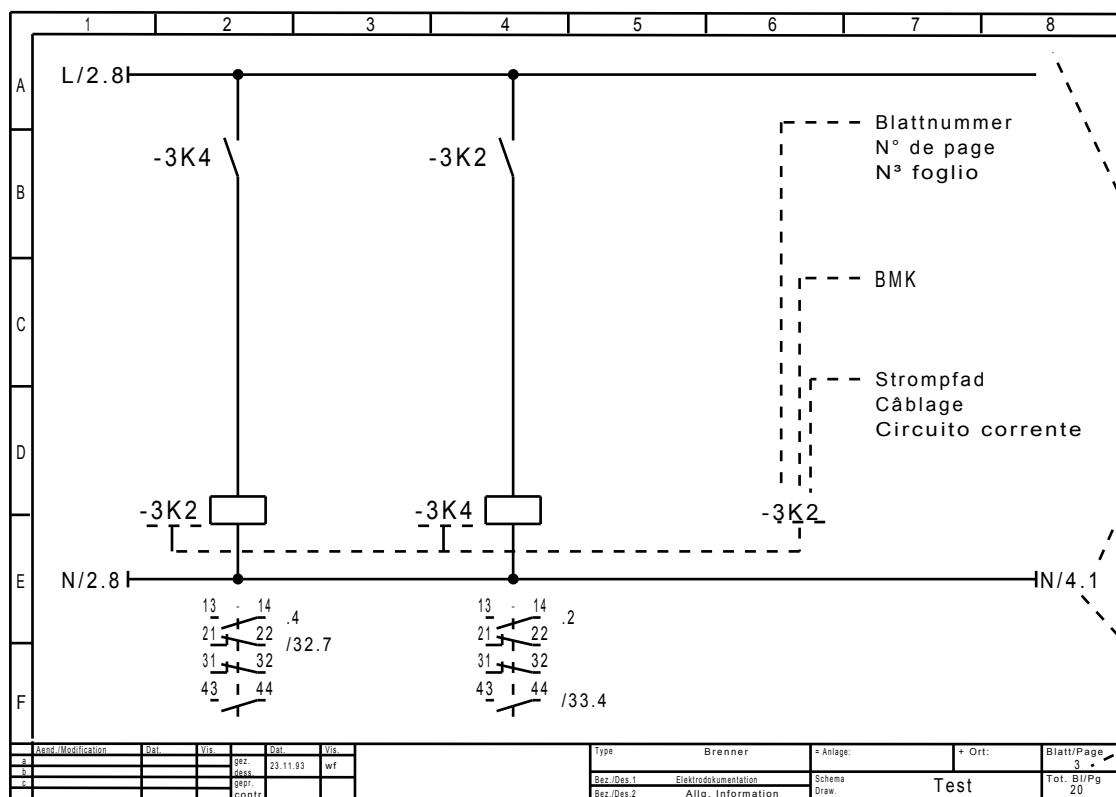 1 2 3 4 5 6 7 8
A
L/2.8
Blattnummer
-3K4
-3K2
N° de page
B
N³ foglio
C
BMK
Strompfad
Câblage
D
Circuito corrente
-3K2
-3K4
-3K2
E
N/2.8
N/4.1
13 - 14 .4
21 22 /32.7
31 32
43 44
13 - 14 .2
21 22
31 32
43 44 /33.4
F
Aend./Modification Dat. Vis. Dat. Vis.
a
b
c
gez.
dess.
23.11.93 wf
gepr.
contr
Type Brenner
= Anlage:
+ Ort:
Blatt/Page
3
Bez./Des.1 Elektrodokumentation
Bez./Des.2 Allg. Information
Schema
Draw.
Test
Tot. Bl/Pg
20